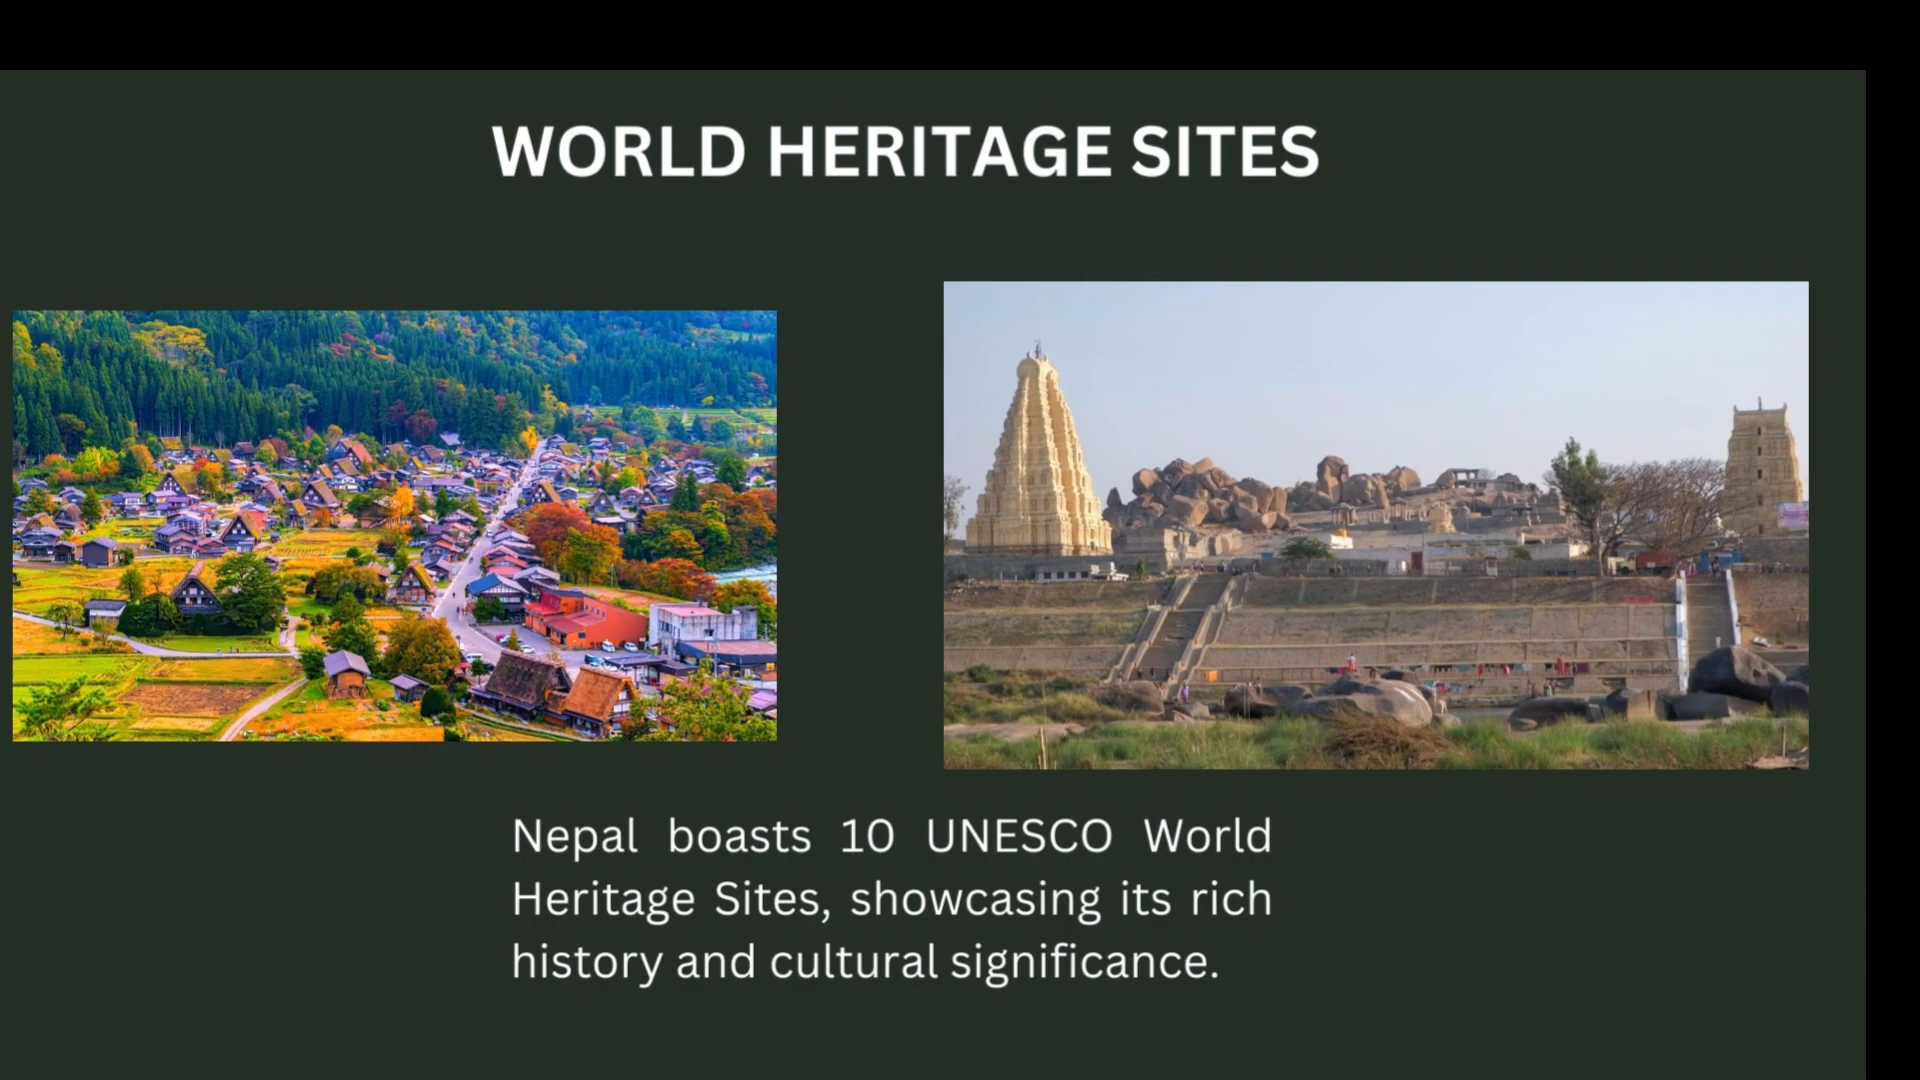 WORLD HERITAGE SITES
Nepal boasts 10 UNESCO World
Heritage Sites, showcasing its rich
history and cultural significance.